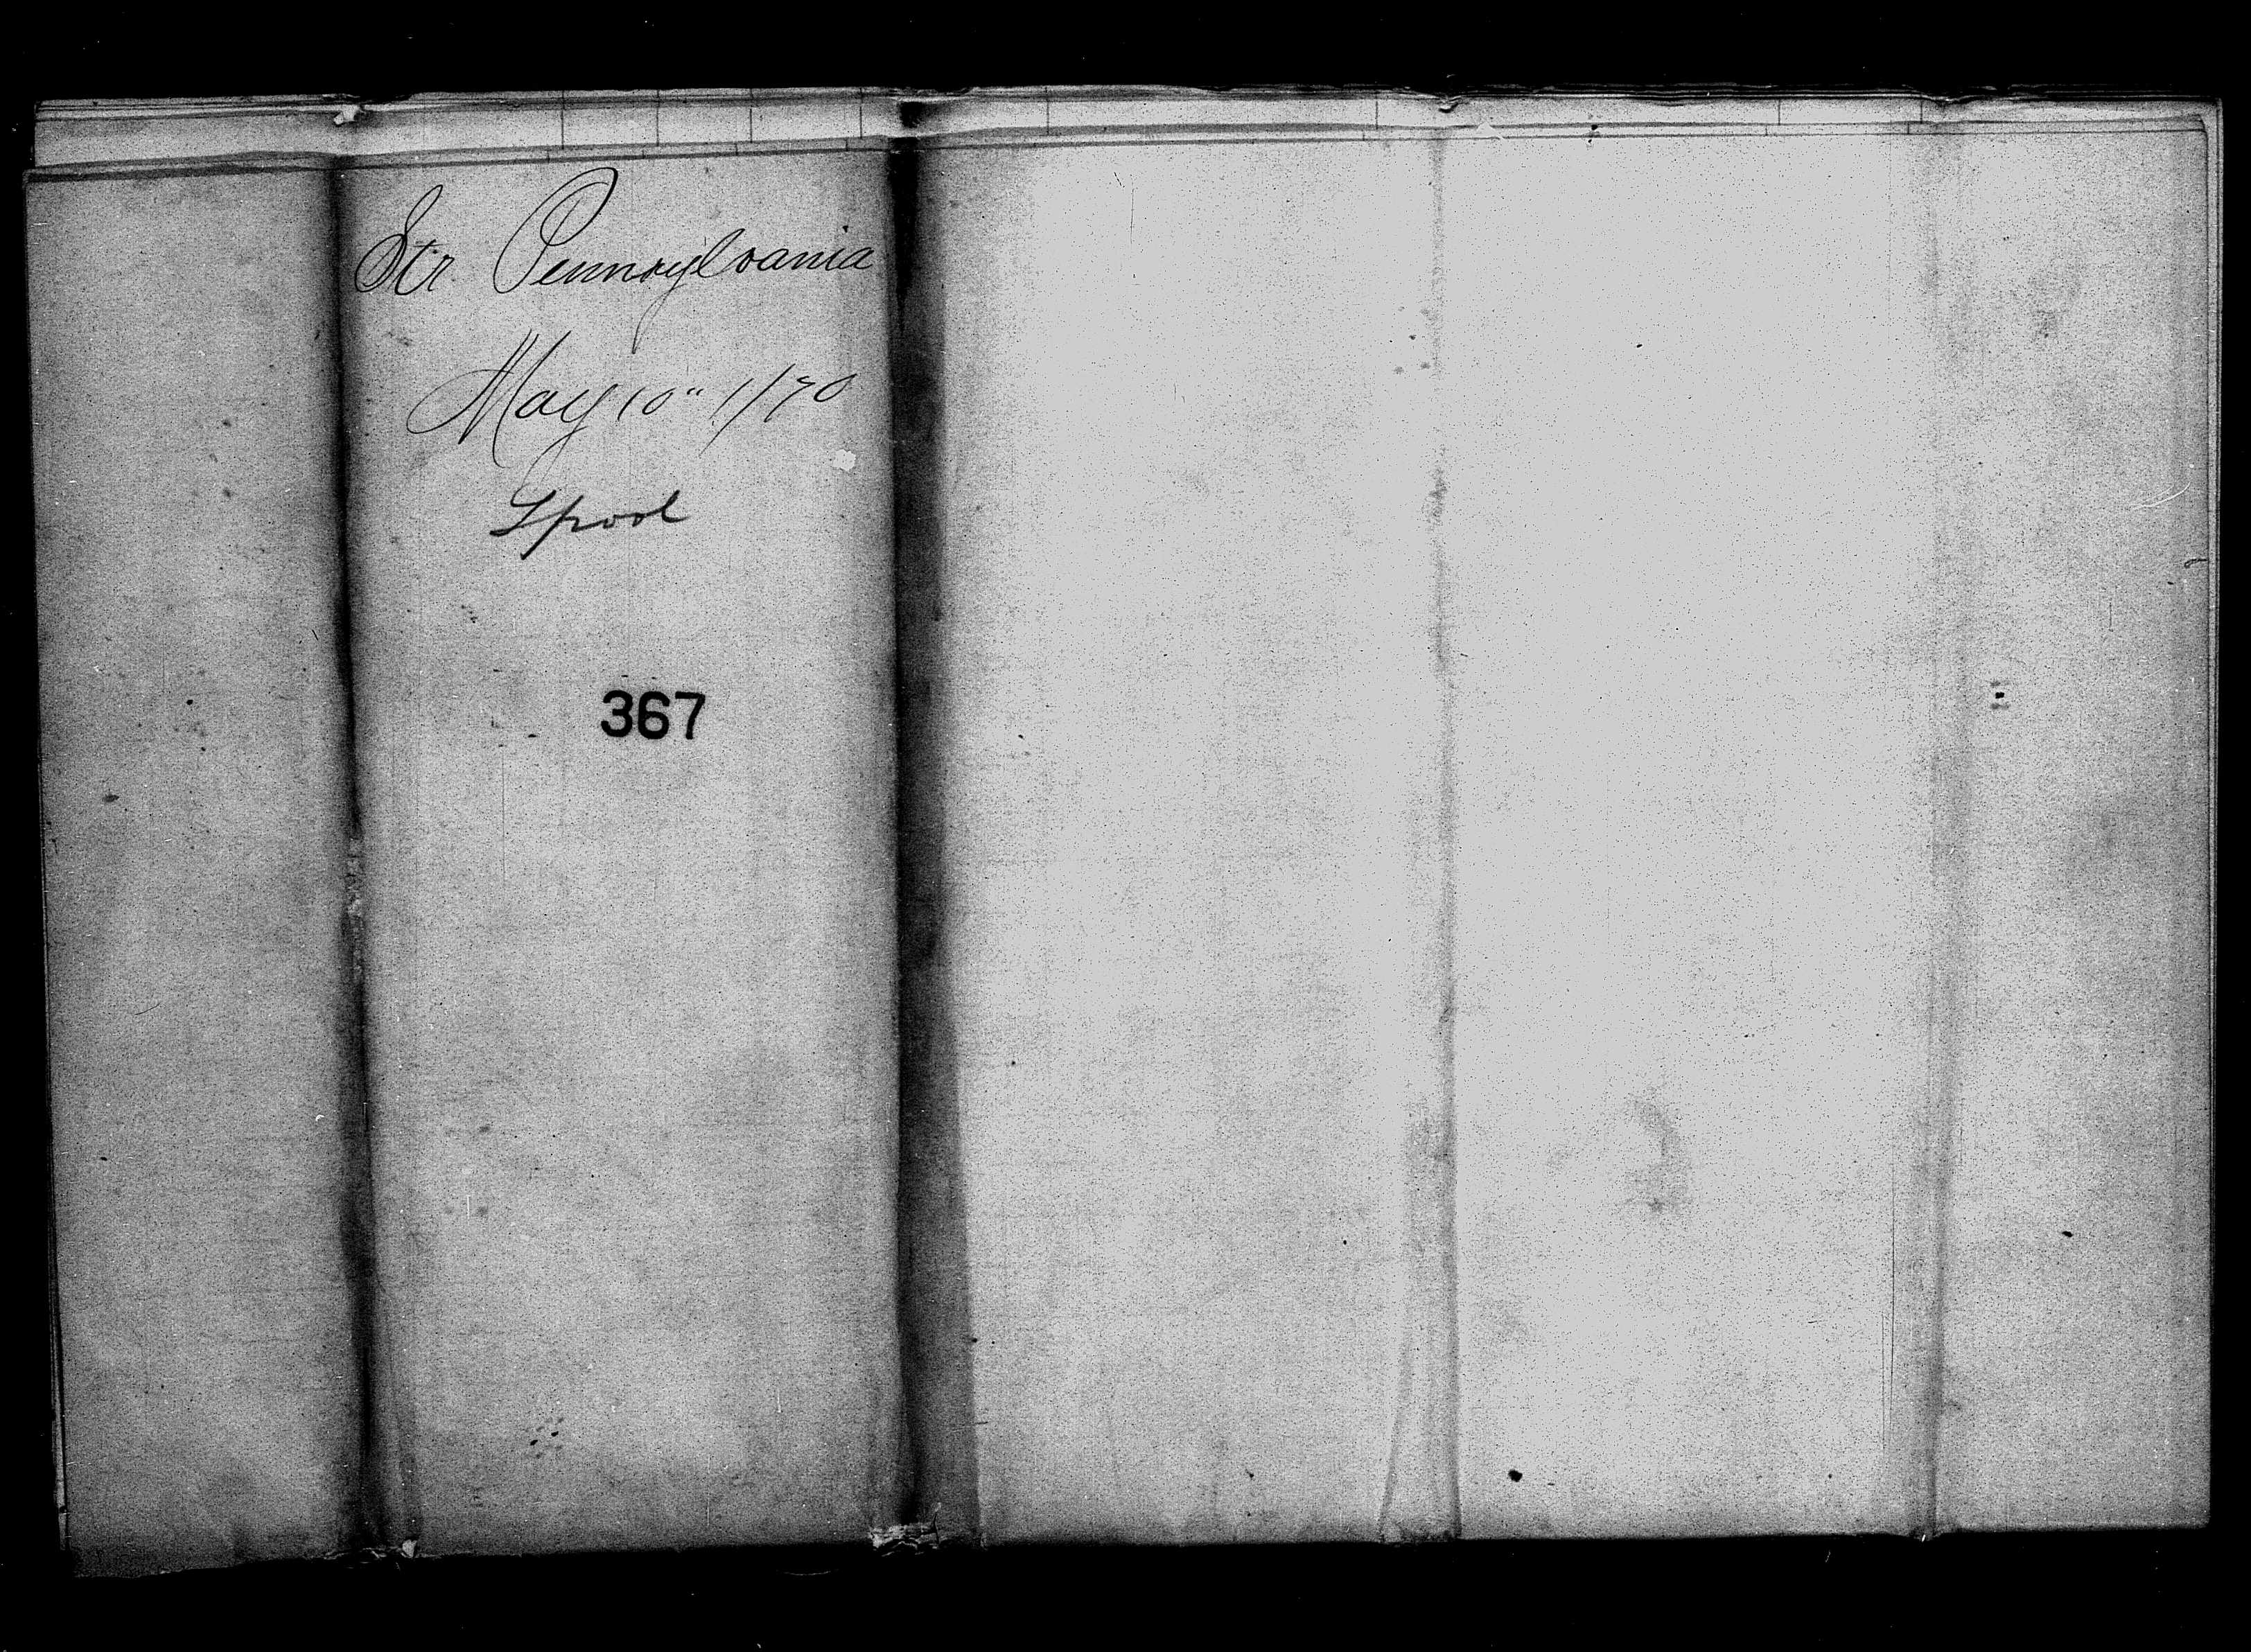 Str. Pennsylvania
May 10" 1/70
Lpool
367